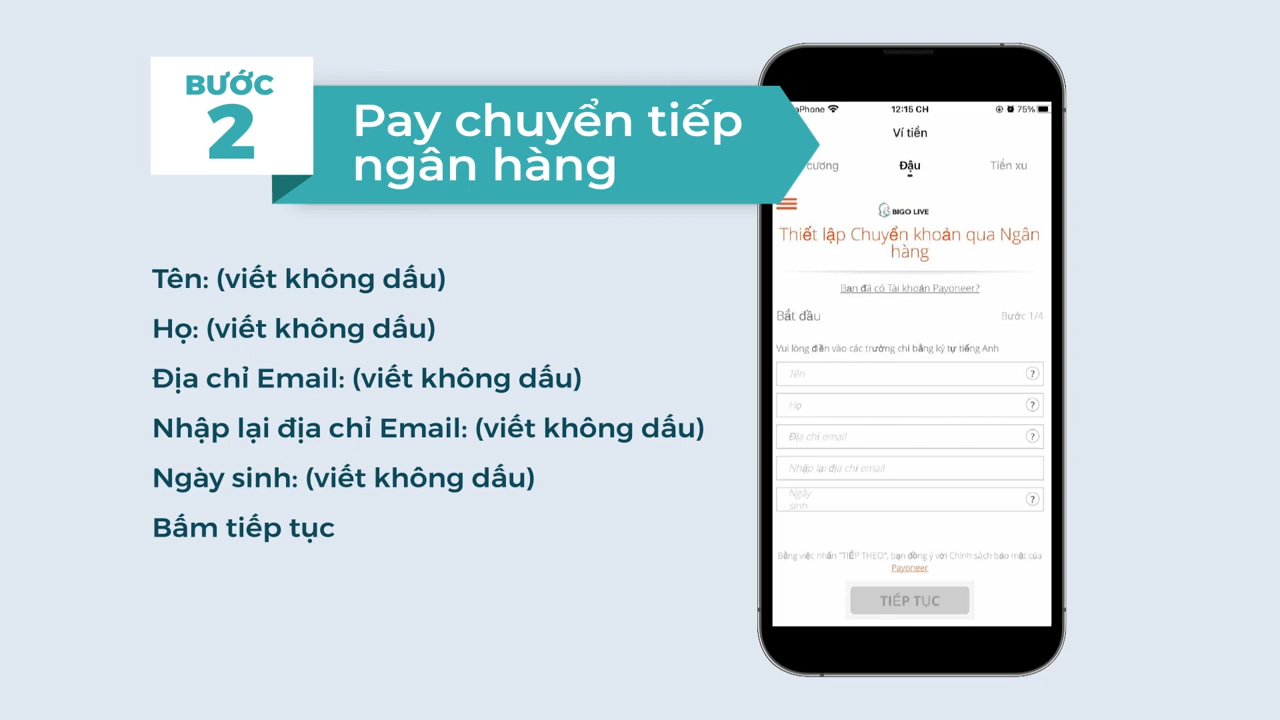 BƯỚC
2
Pay chuyển tiếp
ngân hàng
Tên: (viết không dấu)
Họ: (viết không dấu)
Địa chỉ Email: (viết không dấu)
Nhập lại địa chỉ Email: (viết không dấu)
Ngày sinh: (viết không dấu)
Bấm tiếp tục
aPhone 12:15 CH 75%
Ví tiền
cương Đậu Tiền xu
BIGO LIVE
Thiết lập Chuyển khoản qua Ngân
hàng
Bạn đã có Tài khoản Payoneer?
Bắt đầu Bước 1/4
Vui lòng điền vào các trường chỉ bằng ký tự tiếng Anh
Tên ?
Họ ?
Địa chỉ email ?
Nhập lại địa chỉ email
Ngày
sinh ?
Bằng việc nhấn "TIẾP THEO", bạn đồng ý với Chính sách bảo mật của
Payoneer
TIẾP TỤC